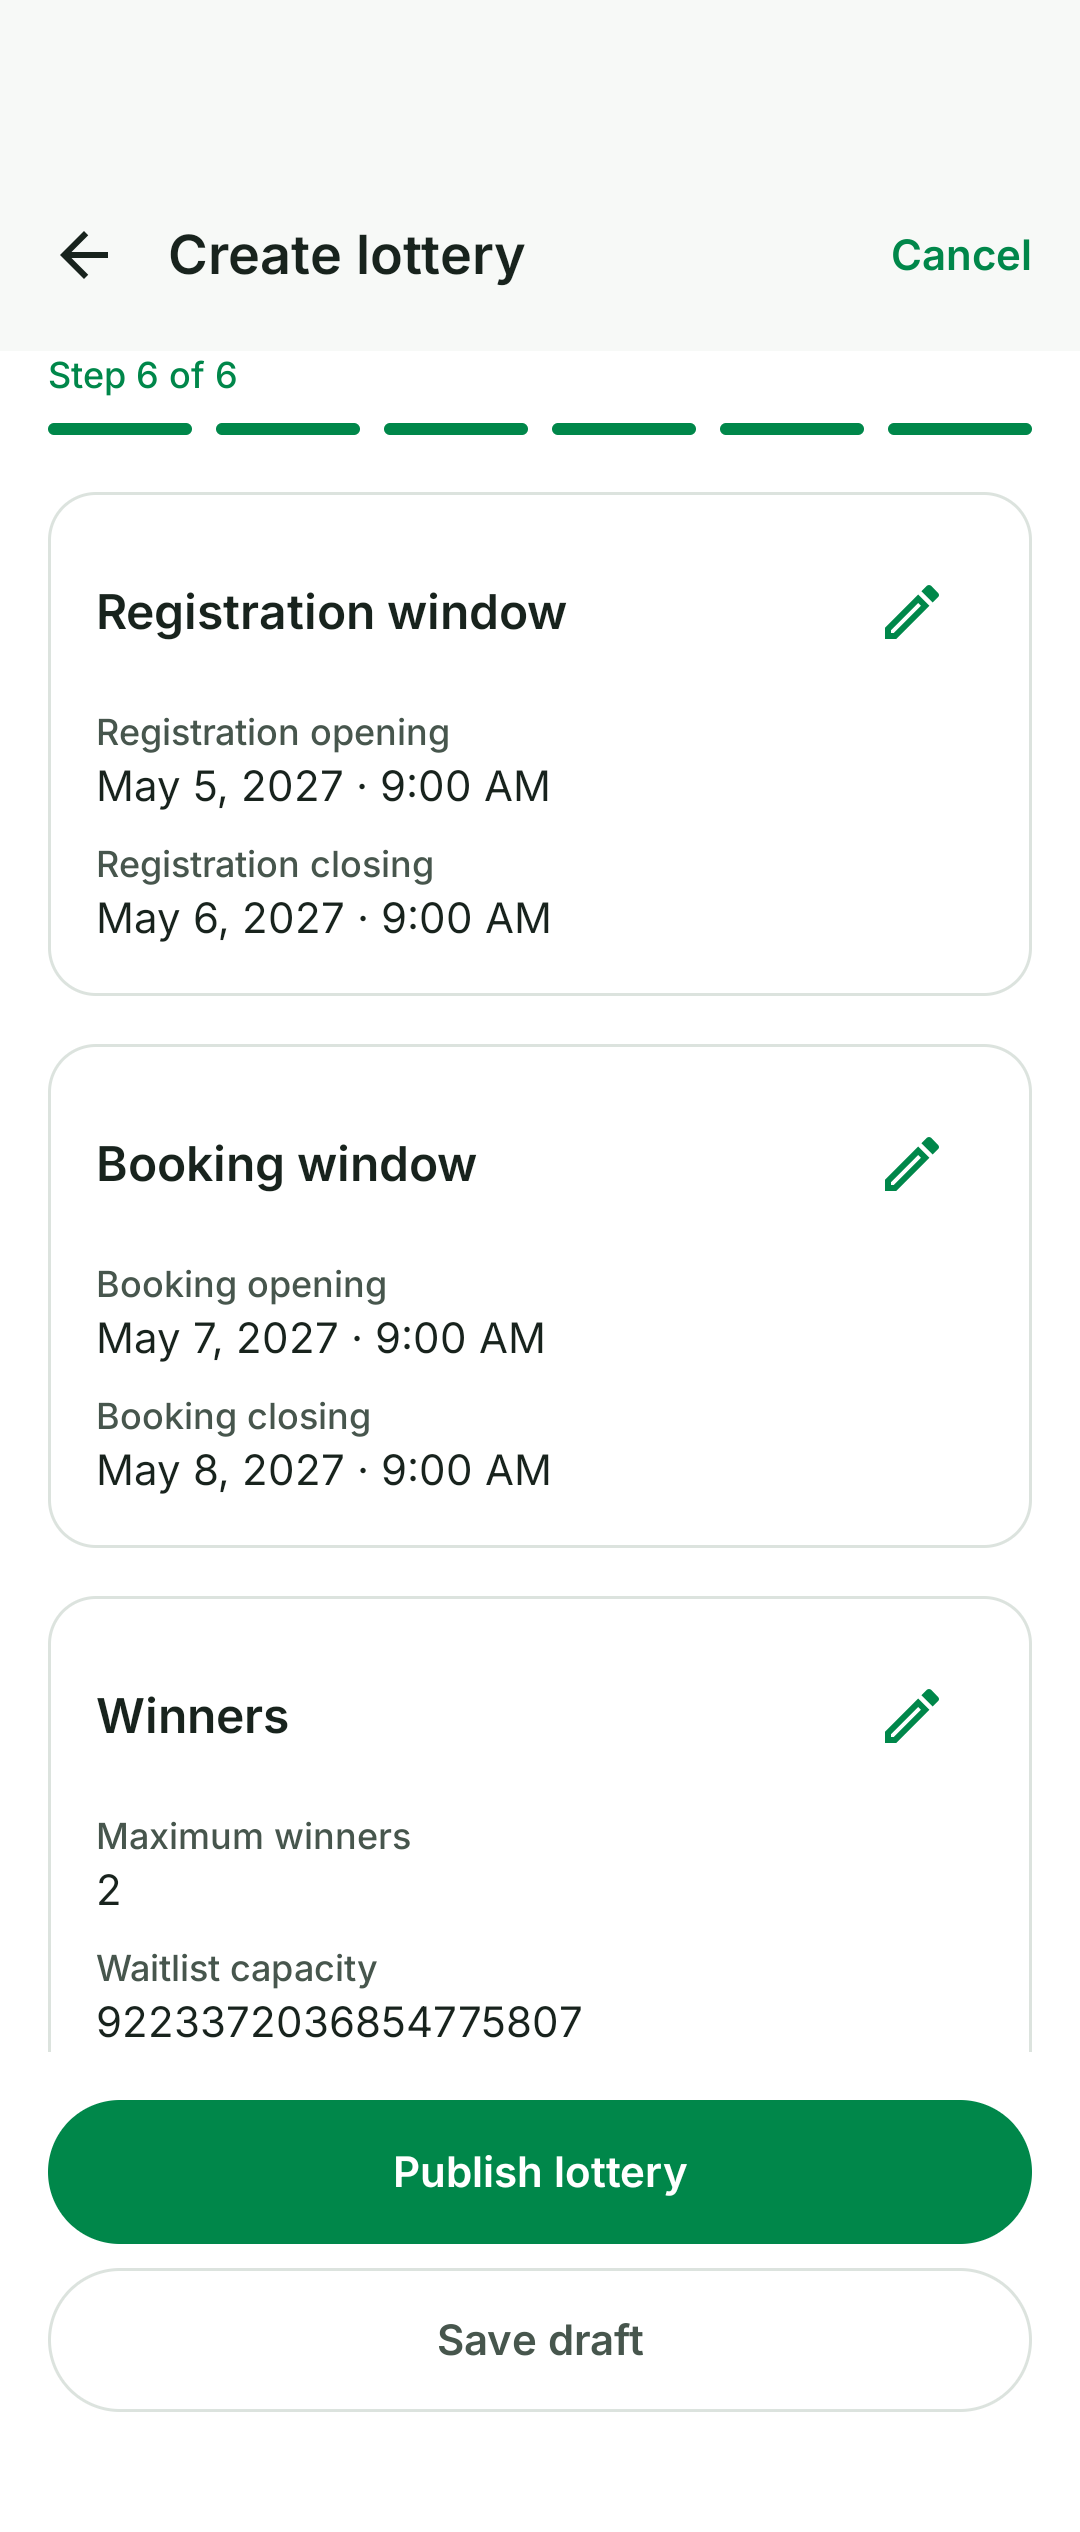 Create lottery
Cancel
Step 6 of 6
Registration window
Registration opening
May 5, 2027 · 9:00 AM
Registration closing
May 6, 2027 · 9:00 AM
Booking window
Booking opening
May 7, 2027 · 9:00 AM
Booking closing
May 8, 2027 · 9:00 AM
Winners
Maximum winners
2
Waitlist capacity
9223372036854775807
Publish lottery
Save draft